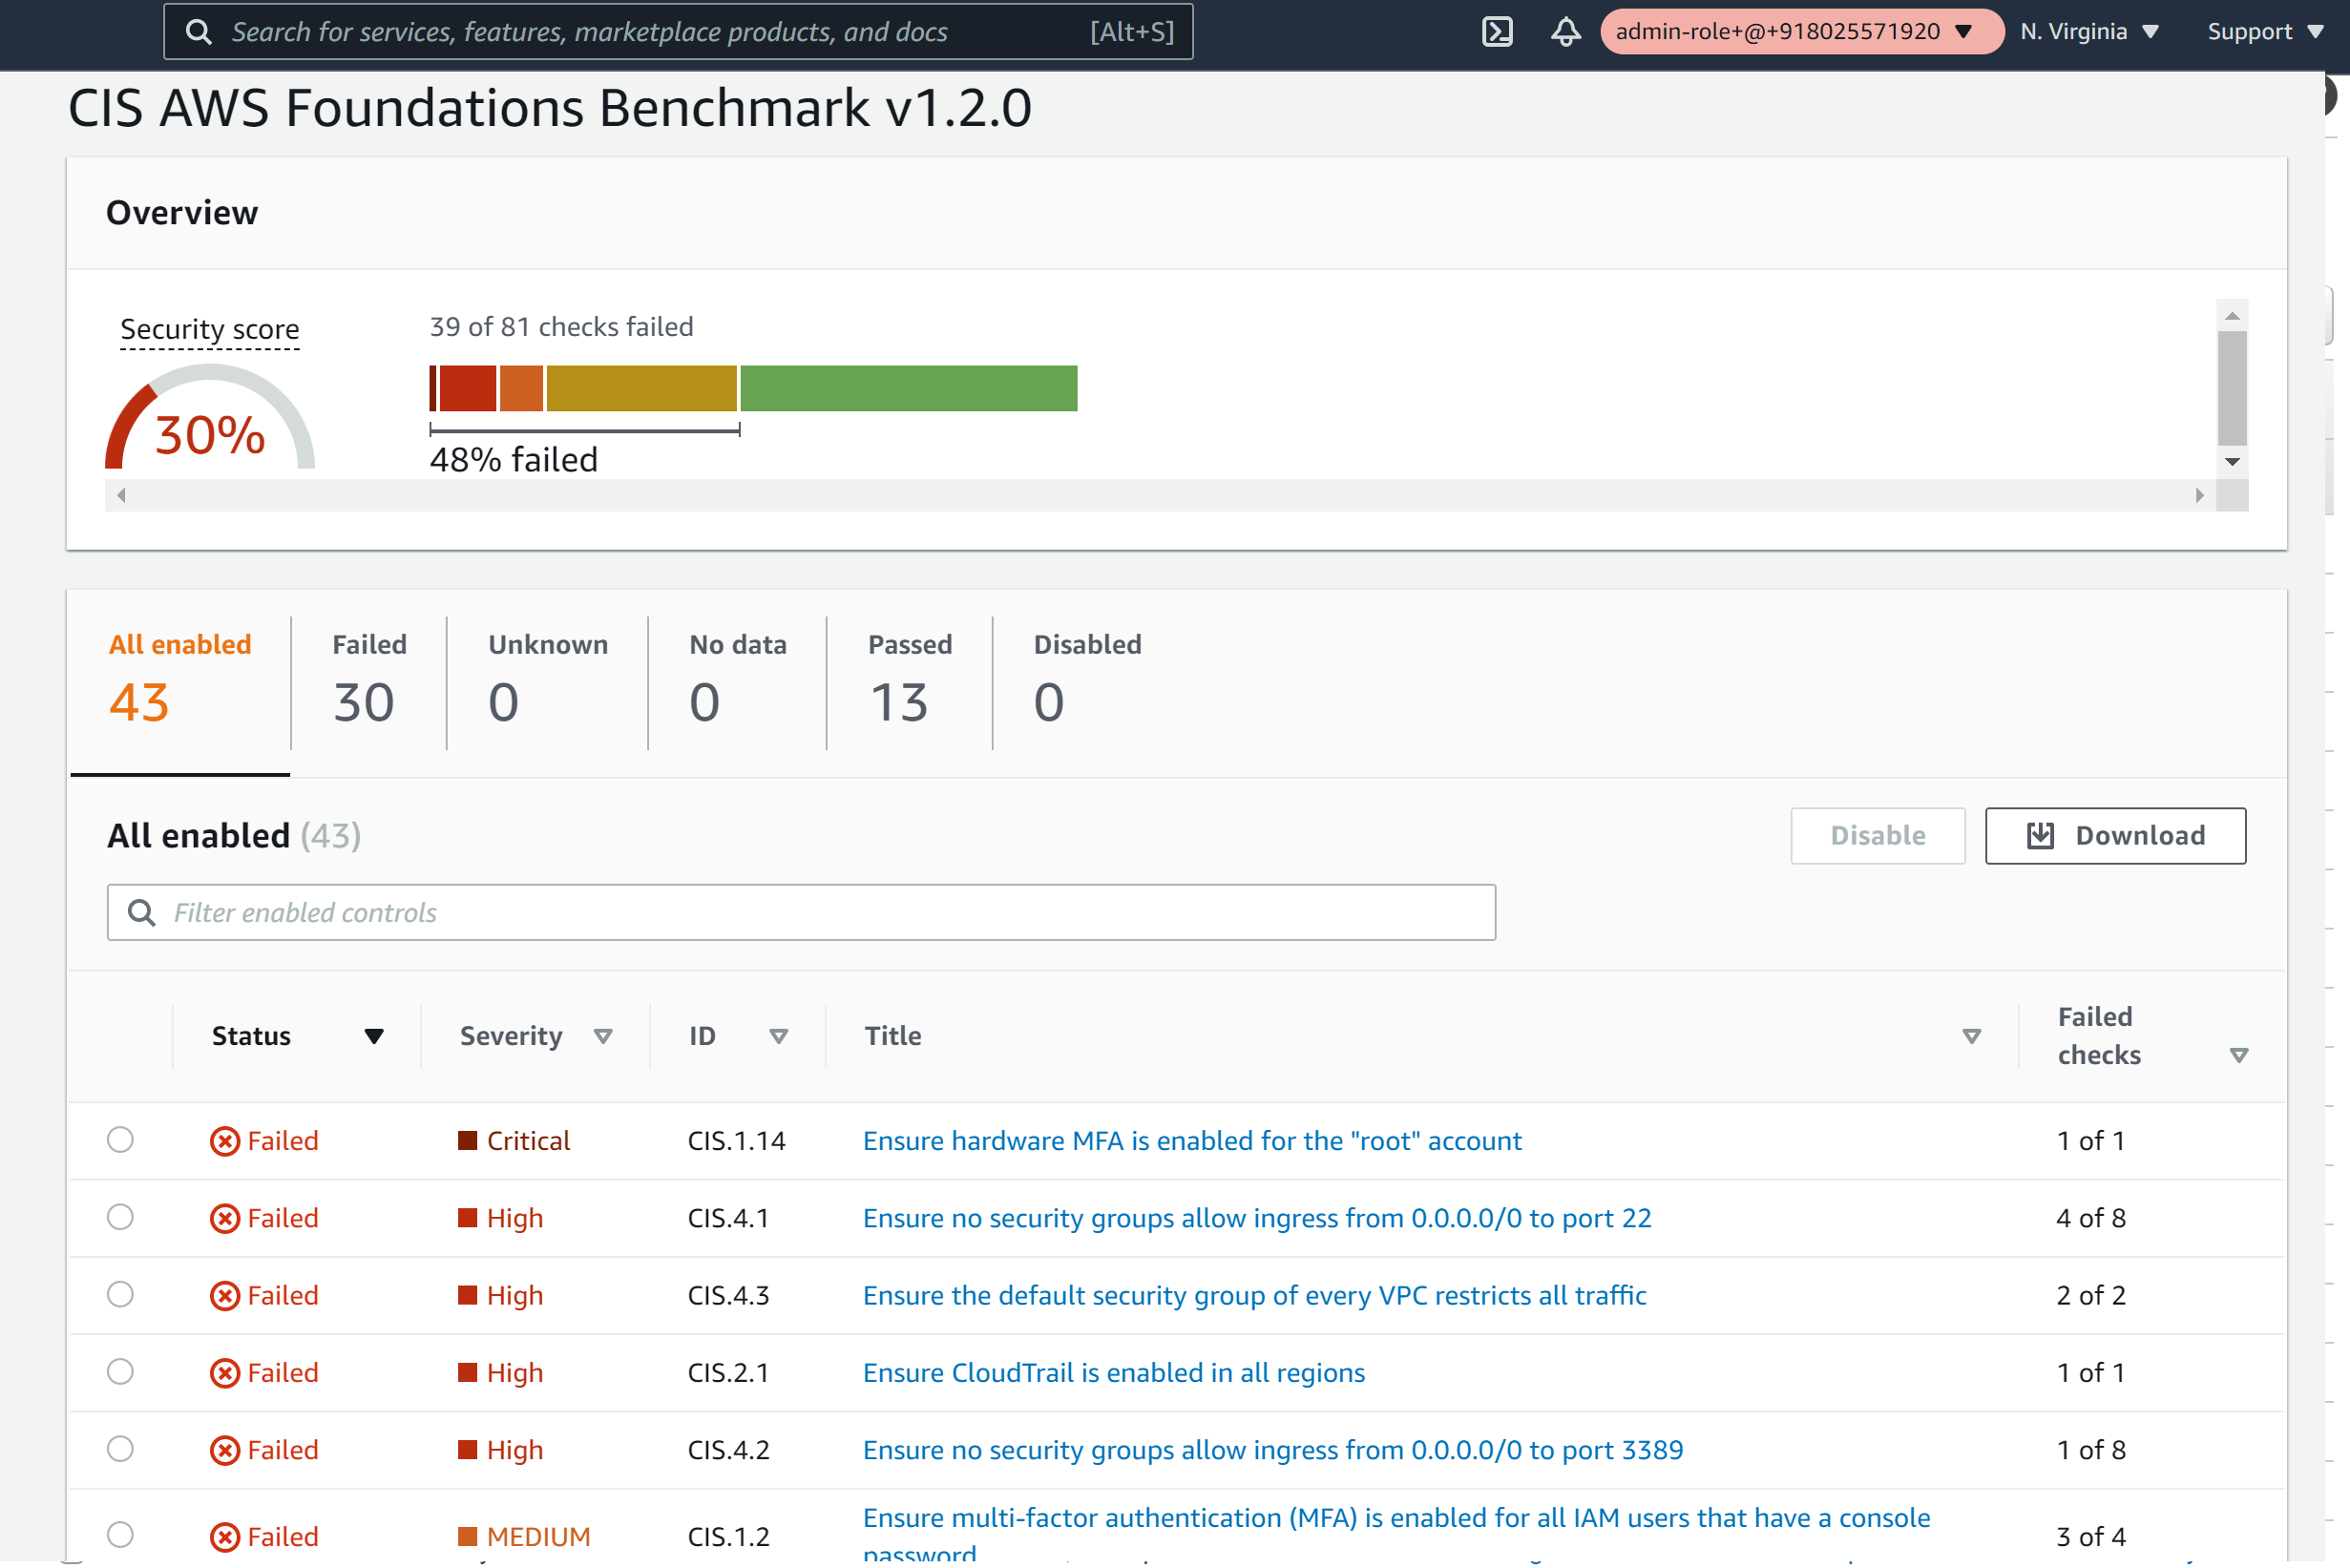 Search for services, features, marketplace products, and docs [Alt+S] admin-role+@+918025571920 N. Virginia Support
CIS AWS Foundations Benchmark v1.2.0
Overview
Security score
30%
39 of 81 checks failed
48% failed
All enabled Failed Unknown No data Passed Disabled
43 30 0 0 13 0
All enabled (43) Disable Download
Filter enabled controls
Status Severity ID Title Failed checks
Failed Critical CIS.1.14 Ensure hardware MFA is enabled for the "root" account 1 of 1
Failed High CIS.4.1 Ensure no security groups allow ingress from 0.0.0.0/0 to port 22 4 of 8
Failed High CIS.4.3 Ensure the default security group of every VPC restricts all traffic 2 of 2
Failed High CIS.2.1 Ensure CloudTrail is enabled in all regions 1 of 1
Failed High CIS.4.2 Ensure no security groups allow ingress from 0.0.0.0/0 to port 3389 1 of 8
Failed MEDIUM CIS.1.2 Ensure multi-factor authentication (MFA) is enabled for all IAM users that have a console 3 of 4
password